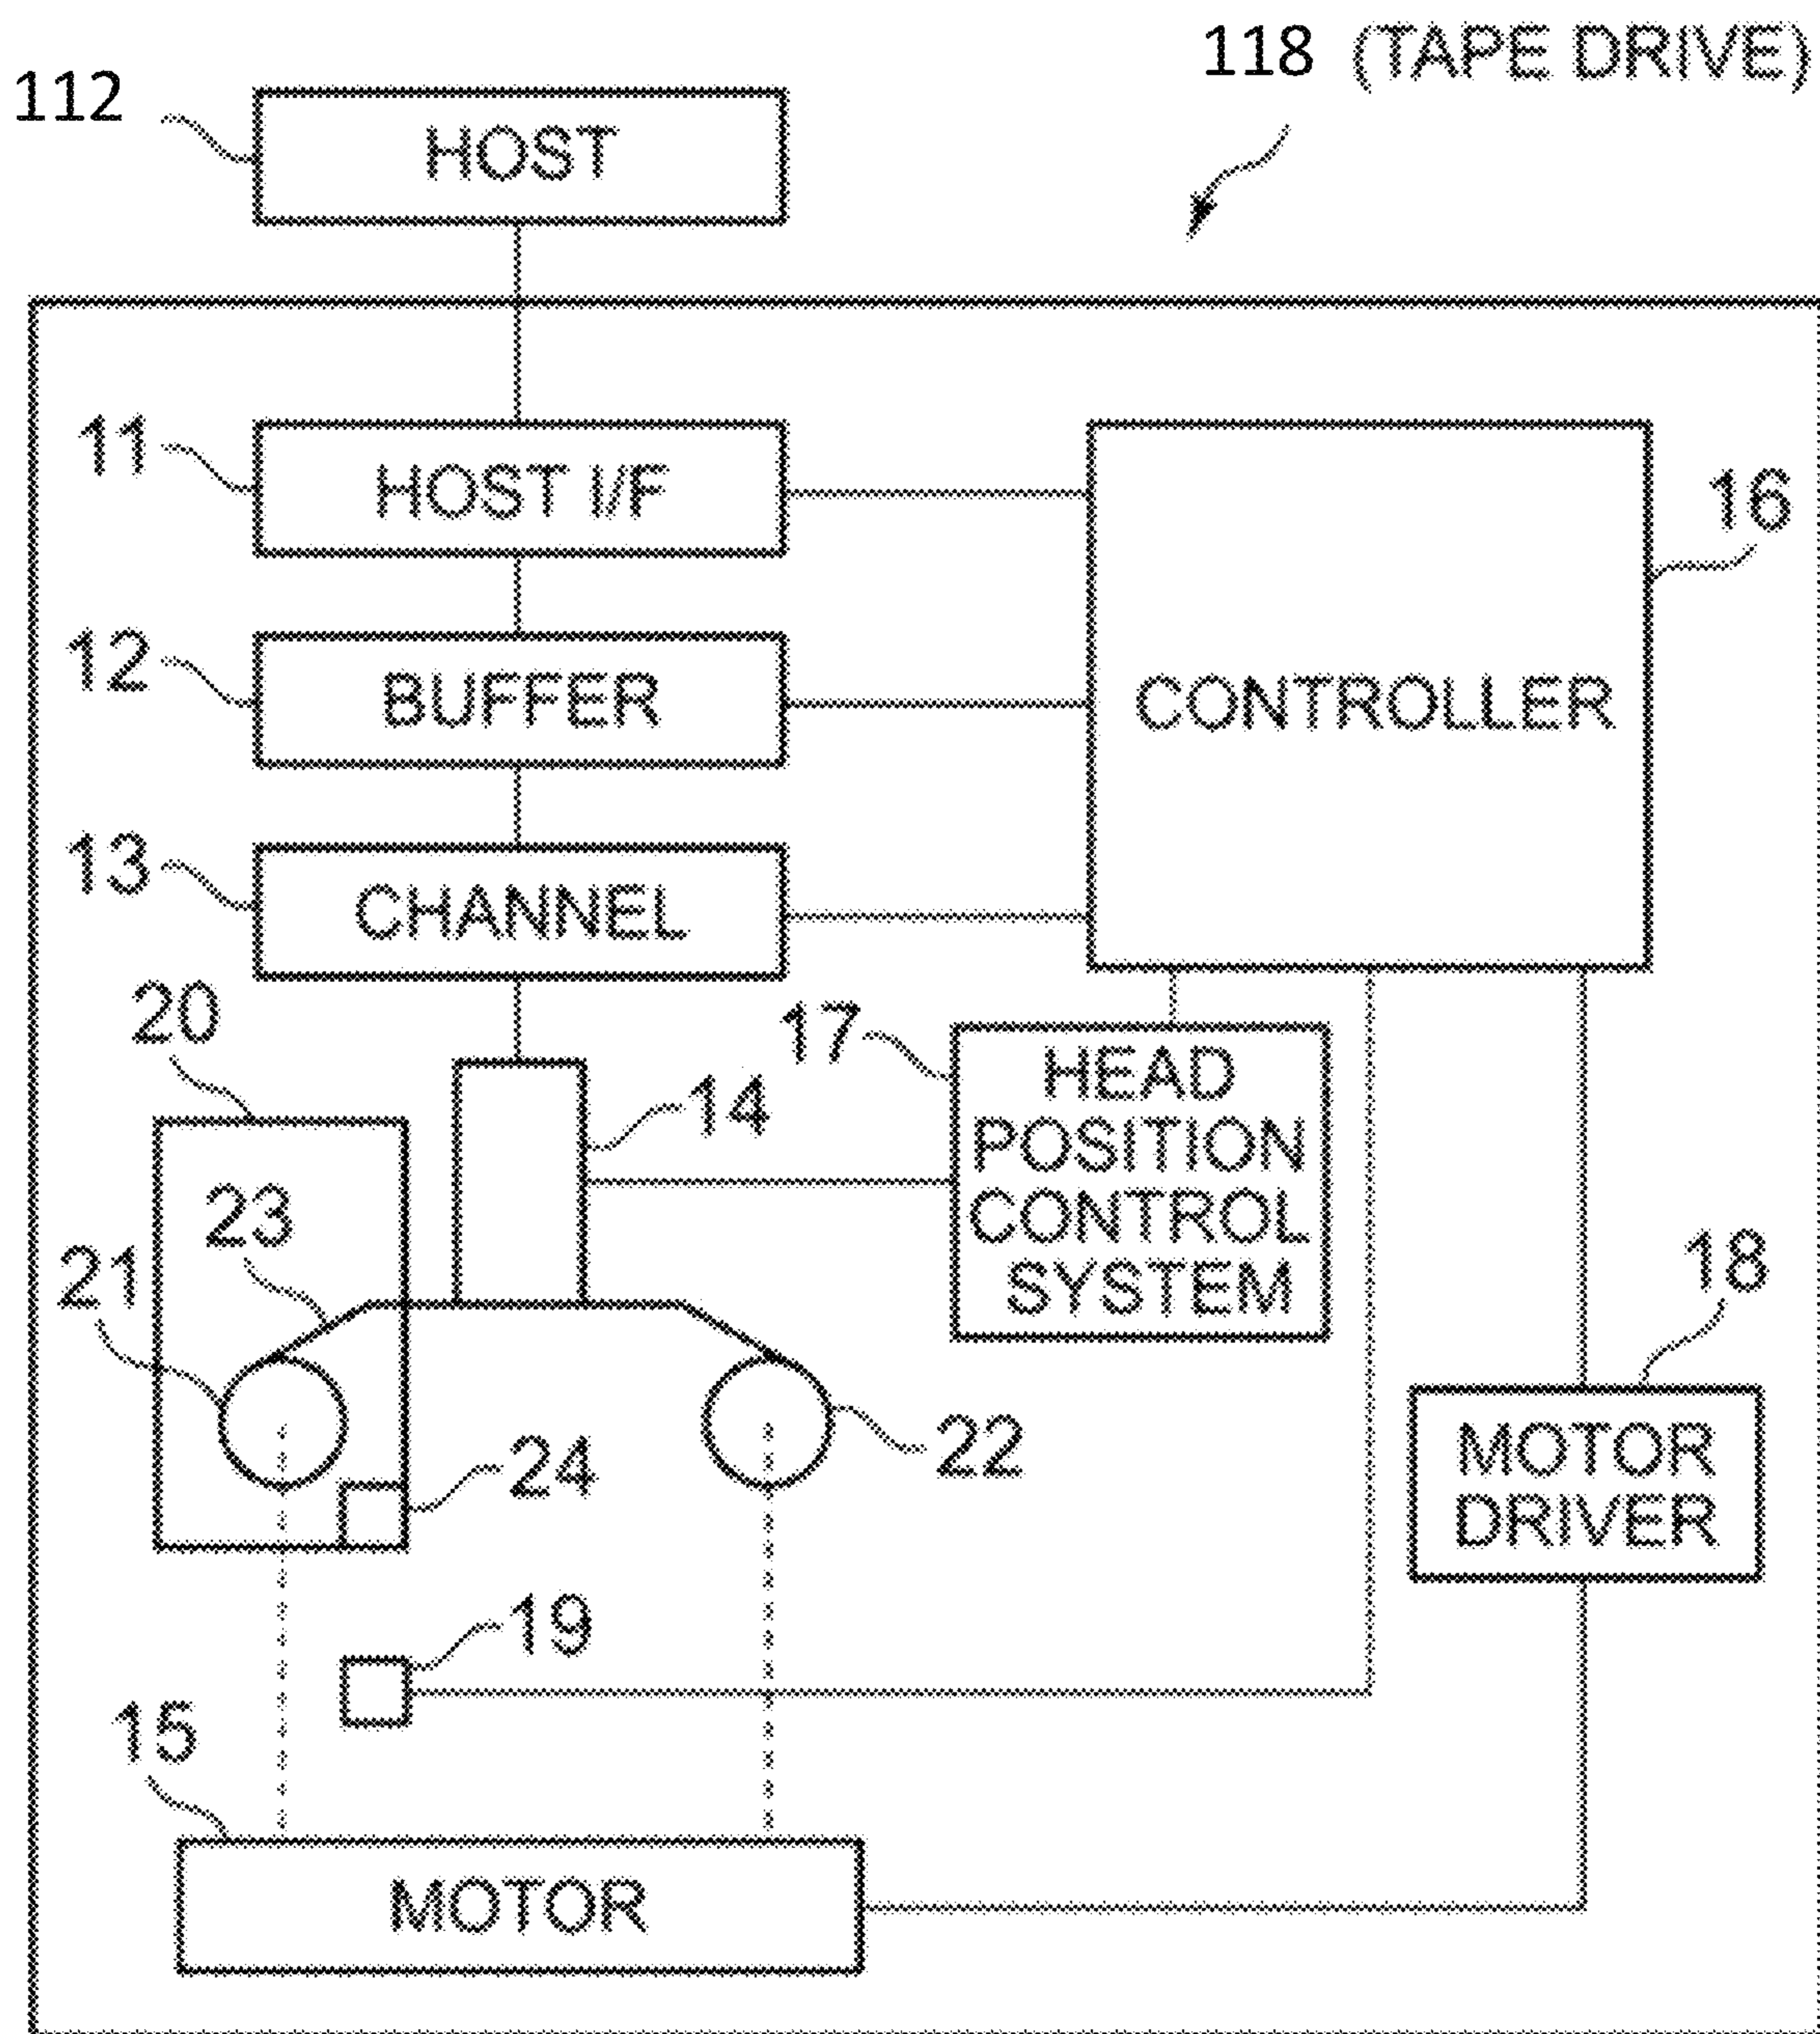 118 (TAPE DRIVE)
112
HOST
11
HOST I/F
16
12
BUFFER
CONTROLLER
13
CHANNEL
20
17
HEAD
POSITION
CONTROL
SYSTEM
14
23
21
18
22
24
MOTOR
DRIVER
19
15
MOTOR